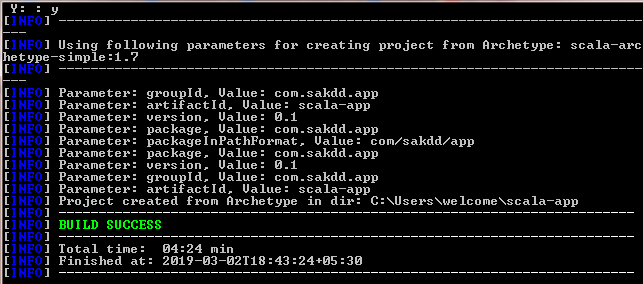 Y: : y
[INFO] ------------------------------------------------------------------------
---
[INFO] Using following parameters for creating project from Archetype: scala-arc
hetype-simple:1.7
[INFO] ------------------------------------------------------------------------
---
[INFO] Parameter: groupId, Value: com.sakdd.app
[INFO] Parameter: artifactId, Value: scala-app
[INFO] Parameter: version, Value: 0.1
[INFO] Parameter: package, Value: com.sakdd.app
[INFO] Parameter: packageInPathFormat, Value: com/sakdd/app
[INFO] Parameter: package, Value: com.sakdd.app
[INFO] Parameter: version, Value: 0.1
[INFO] Parameter: groupId, Value: com.sakdd.app
[INFO] Parameter: artifactId, Value: scala-app
[INFO] Project created from Archetype in dir: C:\Users\welcome\scala-app
[INFO] ------------------------------------------------------------------------
[INFO] BUILD SUCCESS
[INFO] ------------------------------------------------------------------------
[INFO] Total time:  04:24 min
[INFO] Finished at: 2019-03-02T18:43:24+05:30
[INFO] ------------------------------------------------------------------------